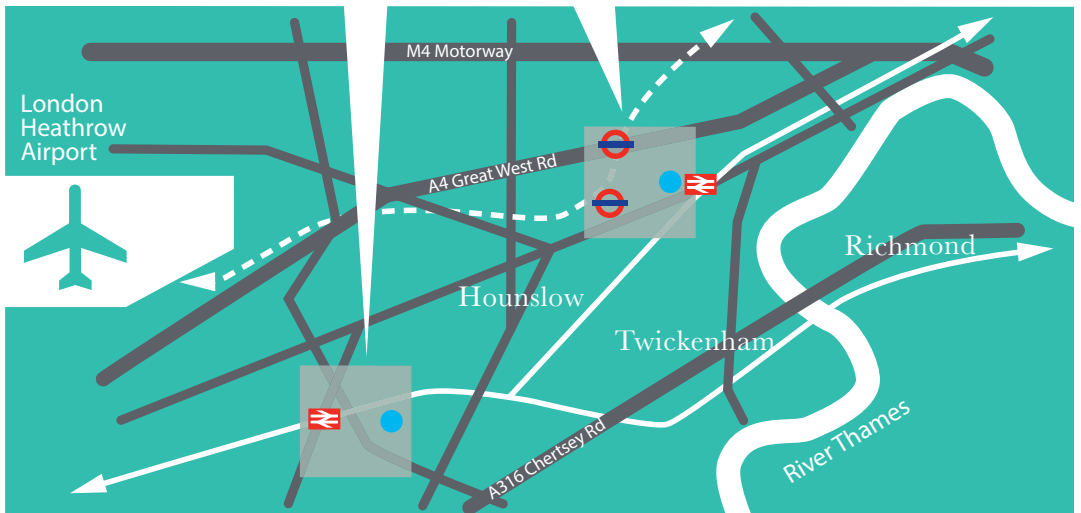 M4 Motorway
London
Heathrow
Airport
A4 Great West Rd
Richmond
Hounslow
Twickenham
River Thames
A316 Chertsey Rd